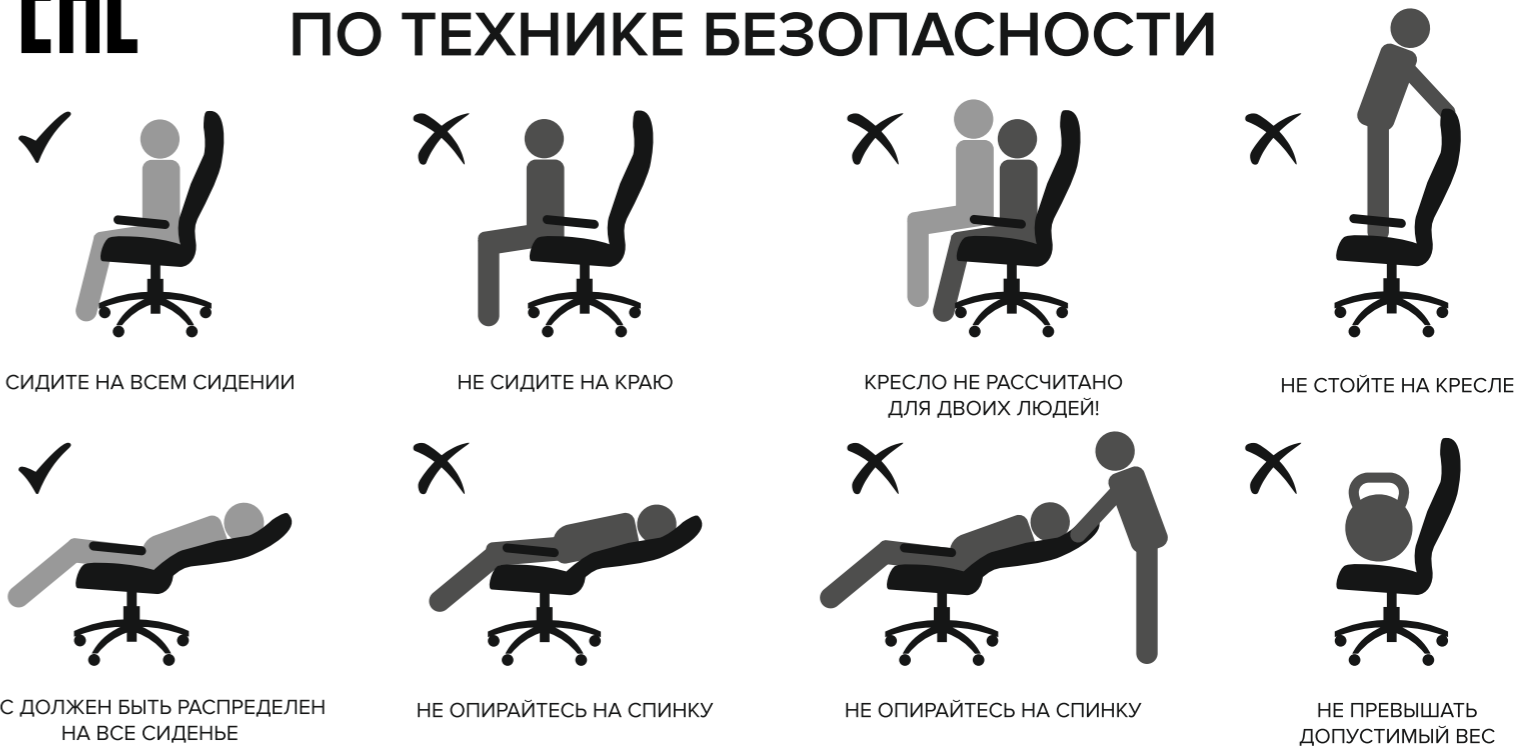 EAC
ПО ТЕХНИКЕ БЕЗОПАСНОСТИ
СИДИТЕ НА ВСЕМ СИДЕНИИ
НЕ СИДИТЕ НА КРАЮ
КРЕСЛО НЕ РАССЧИТАНО
ДЛЯ ДВОИХ ЛЮДЕЙ!
НЕ СТОЙТЕ НА КРЕСЛЕ
С ДОЛЖЕН БЫТЬ РАСПРЕДЕЛЕН
НА ВСЕ СИДЕНЬЕ
НЕ ОПИРАЙТЕСЬ НА СПИНКУ
НЕ ОПИРАЙТЕСЬ НА СПИНКУ
НЕ ПРЕВЫШАТЬ
ДОПУСТИМЫЙ ВЕС